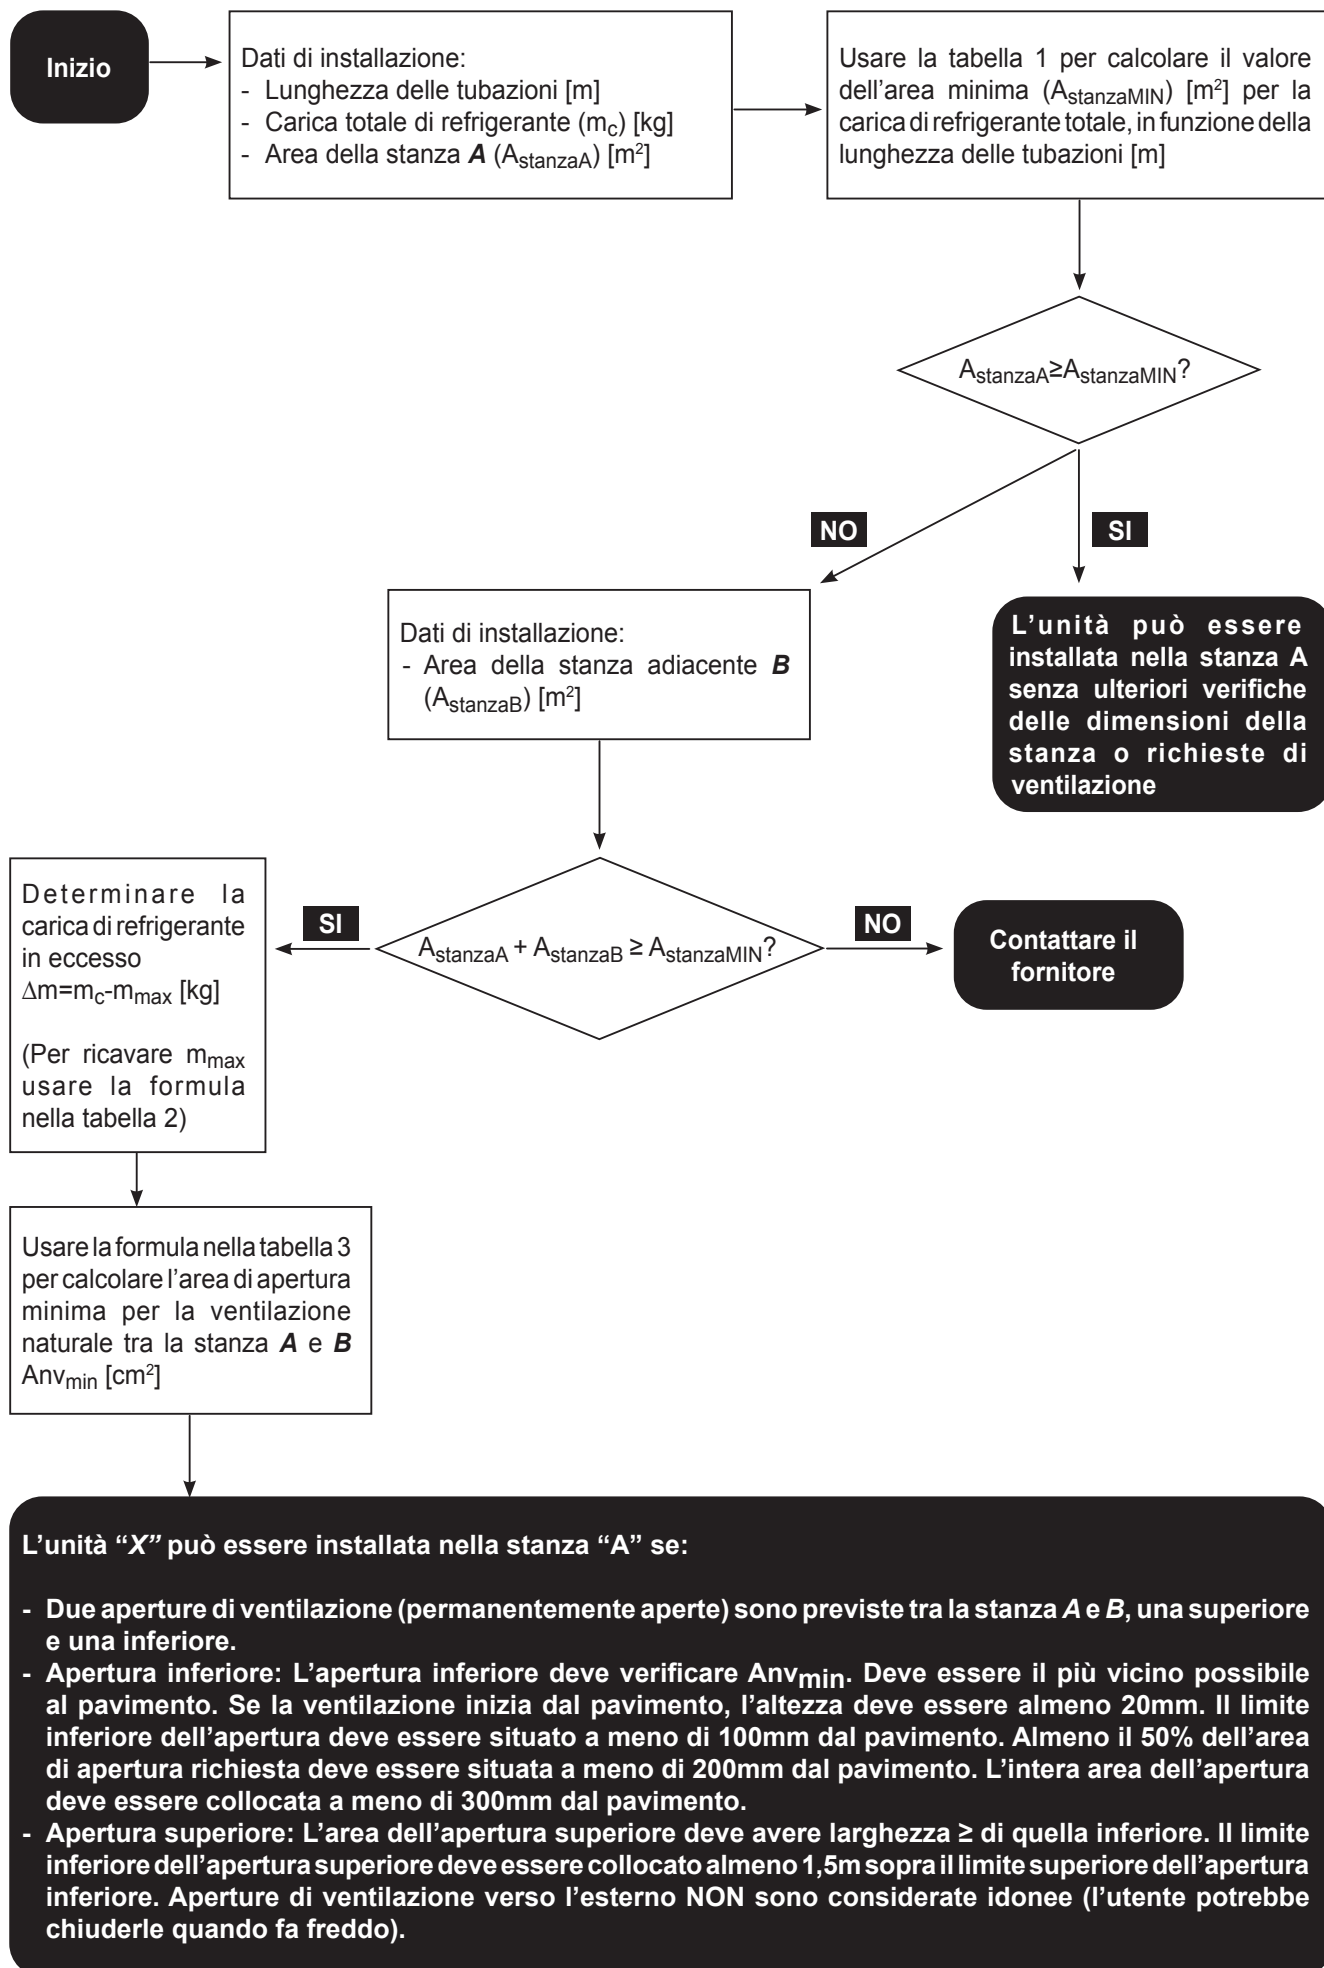 Inizio
Dati di installazione:
- Lunghezza delle tubazioni [m]
- Carica totale di refrigerante (mc) [kg]
- Area della stanza A (AstanzaA) [m²]
Usare la tabella 1 per calcolare il valore
dell’area minima (AstanzaMIN) [m²] per la
carica di refrigerante totale, in funzione della
lunghezza delle tubazioni [m]
AstanzaA≥AstanzaMIN?
NO
SI
Dati di installazione:
- Area della stanza adiacente B
(AstanzaB) [m²]
L’unità può essere
installata nella stanza A
senza ulteriori verifiche
delle dimensioni della
stanza o richieste di
ventilazione
AstanzaA + AstanzaB ≥ AstanzaMIN?
SI
NO
Contattare il
fornitore
Determinare la
carica di refrigerante
in eccesso
Δm=mc-mmax [kg]
(Per ricavare mmax
usare la formula
nella tabella 2)
Usare la formula nella tabella 3
per calcolare l’area di apertura
minima per la ventilazione
naturale tra la stanza A e B
Anvmin [cm²]
L’unità “X” può essere installata nella stanza “A” se:
- Due aperture di ventilazione (permanentemente aperte) sono previste tra la stanza A e B, una superiore
e una inferiore.
- Apertura inferiore: L’apertura inferiore deve verificare Anvmin. Deve essere il più vicino possibile
al pavimento. Se la ventilazione inizia dal pavimento, l’altezza deve essere almeno 20mm. Il limite
inferiore dell’apertura deve essere situato a meno di 100mm dal pavimento. Almeno il 50% dell’area
di apertura richiesta deve essere situata a meno di 200mm dal pavimento. L’intera area dell’apertura
deve essere collocata a meno di 300mm dal pavimento.
- Apertura superiore: L’area dell’apertura superiore deve avere larghezza ≥ di quella inferiore. Il limite
inferiore dell’apertura superiore deve essere collocato almeno 1,5m sopra il limite superiore dell’apertura
inferiore. Aperture di ventilazione verso l’esterno NON sono considerate idonee (l’utente potrebbe
chiuderle quando fa freddo).